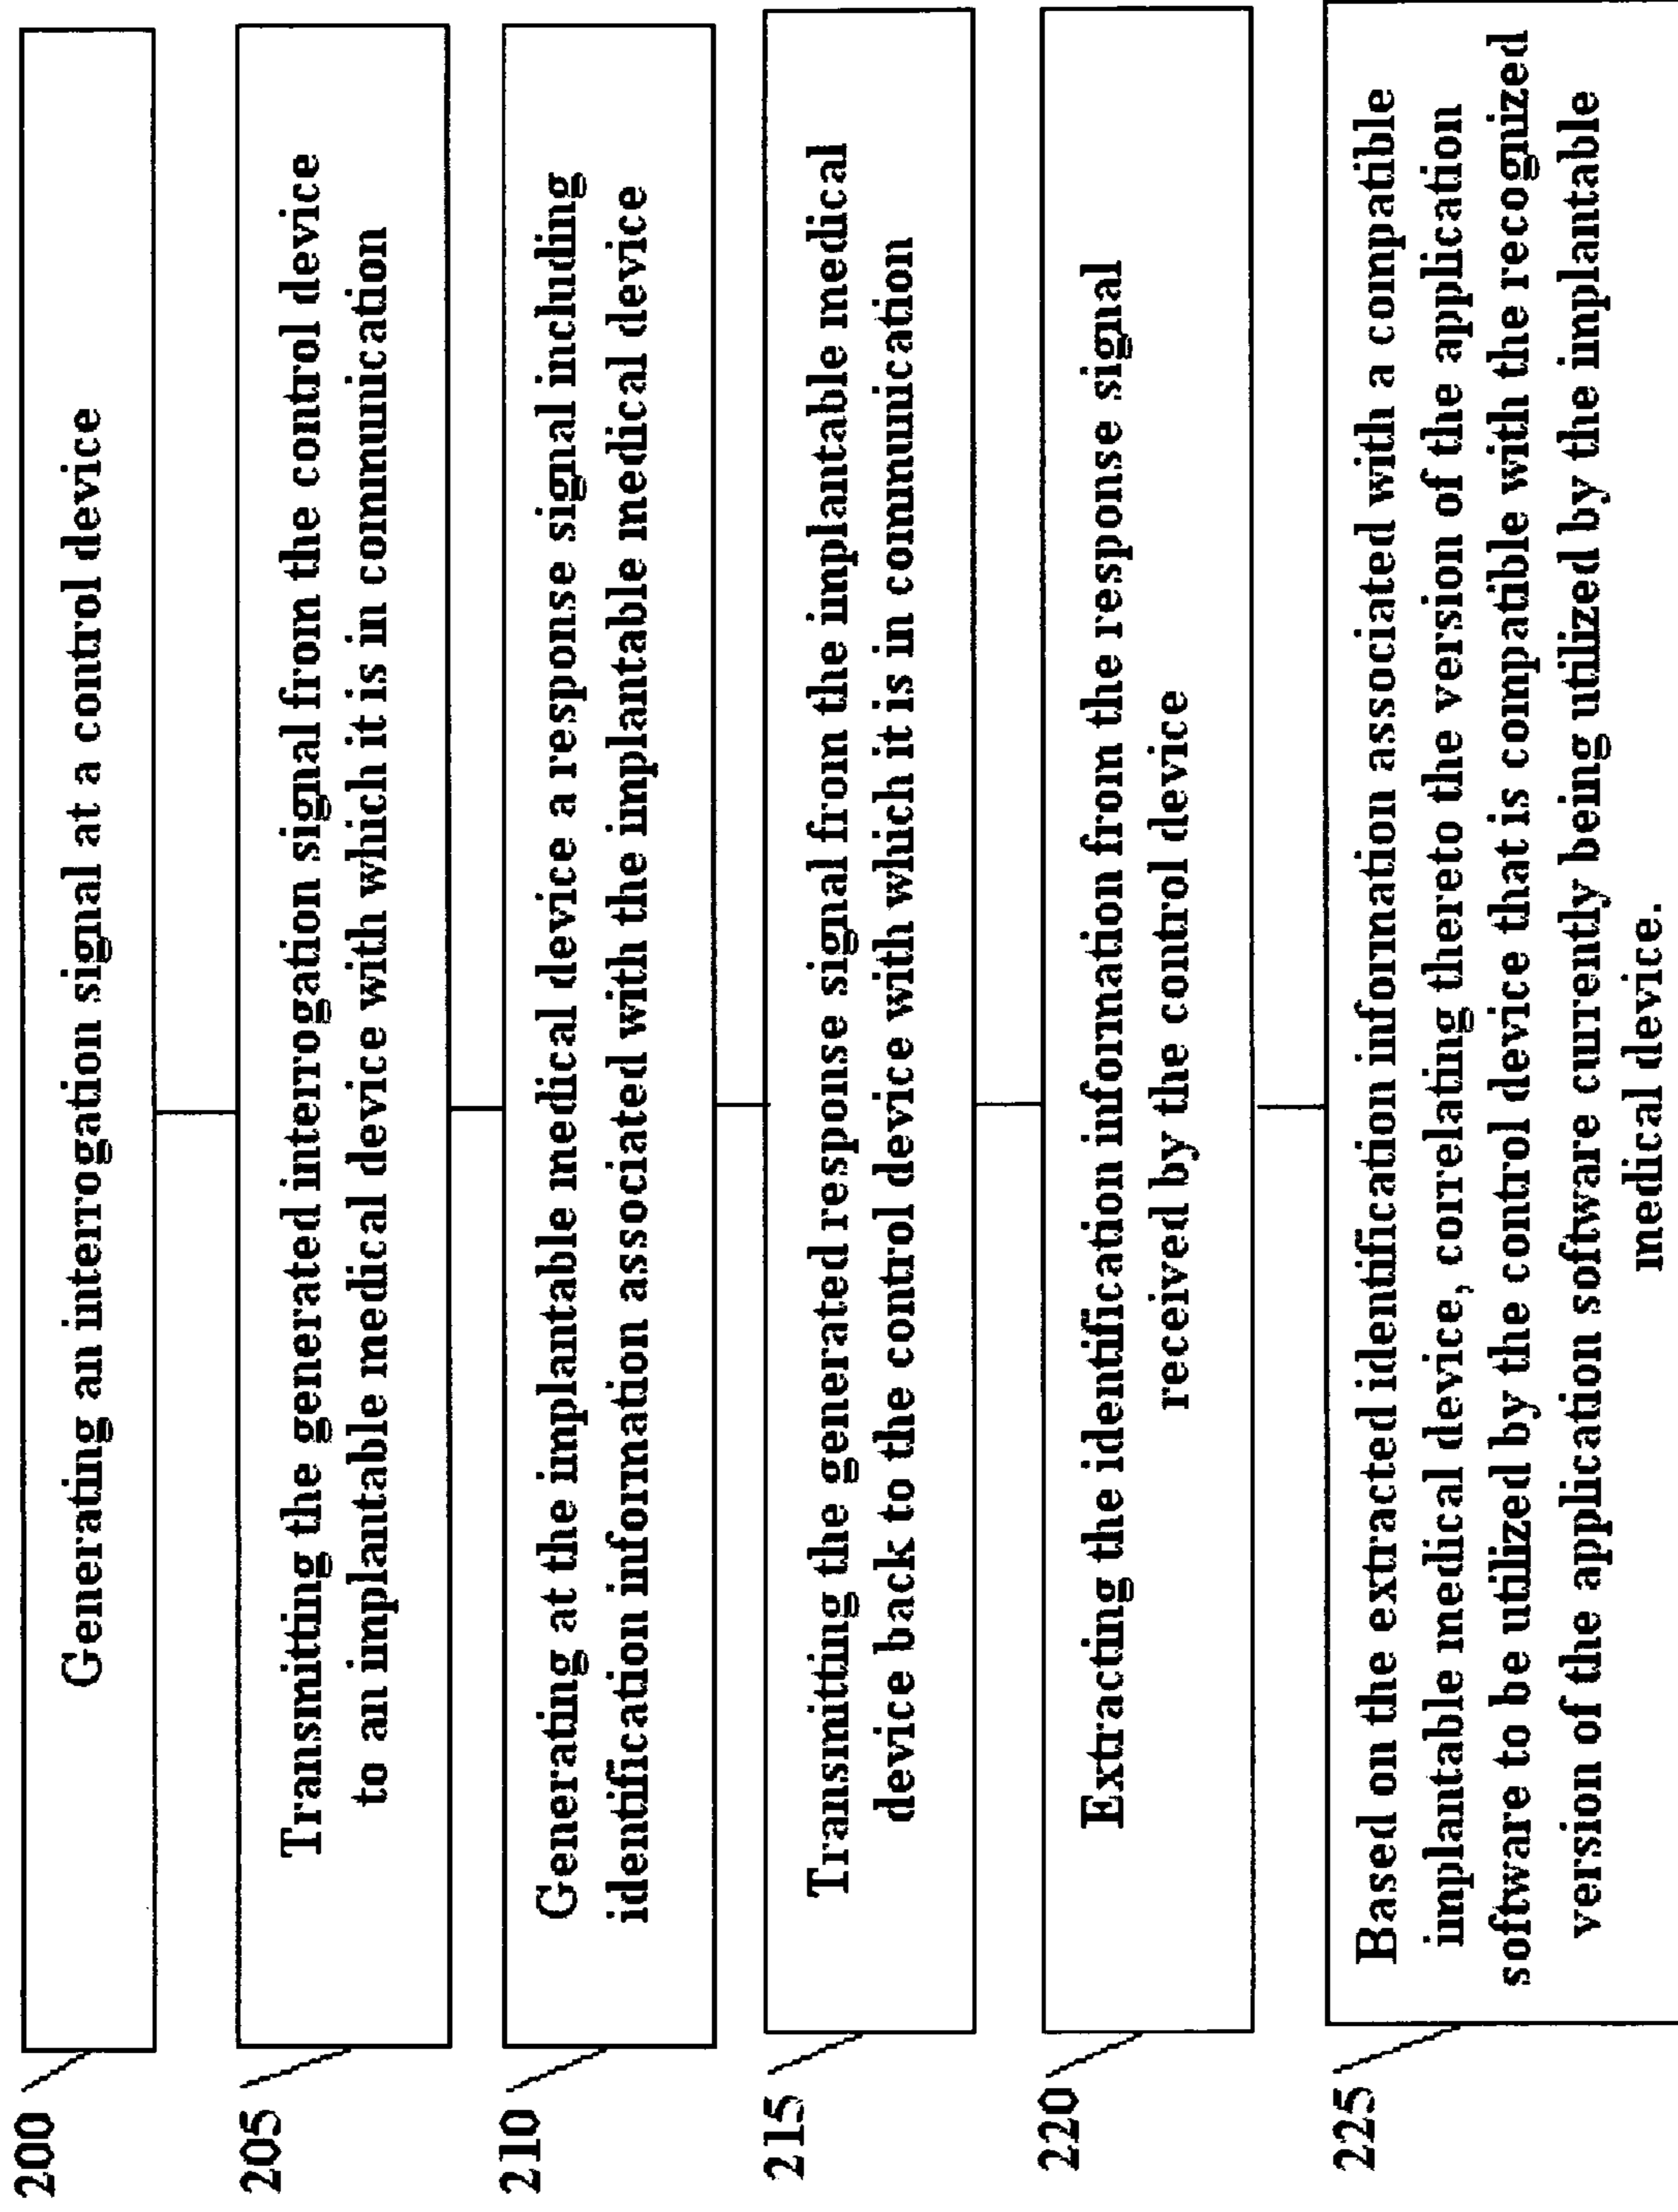 200
Generating an interrogation signal at a control device
205
Transmitting the generated interrogation signal from the control device
to an implantable medical device with which it is in communication
210
Generating at the implantable medical device a response signal including
identification information associated with the implantable medical device
215
Transmitting the generated response signal from the implantable medical
device back to the control device with which it is in communication
220
Extracting the identification information from the response signal
received by the control device
225
Based on the extracted identification information associated with a compatible
implantable medical device, correlating thereto the version of the application
software to be utilized by the control device that is compatible with the recognized
version of the application software currently being utilized by the implantable
medical device.